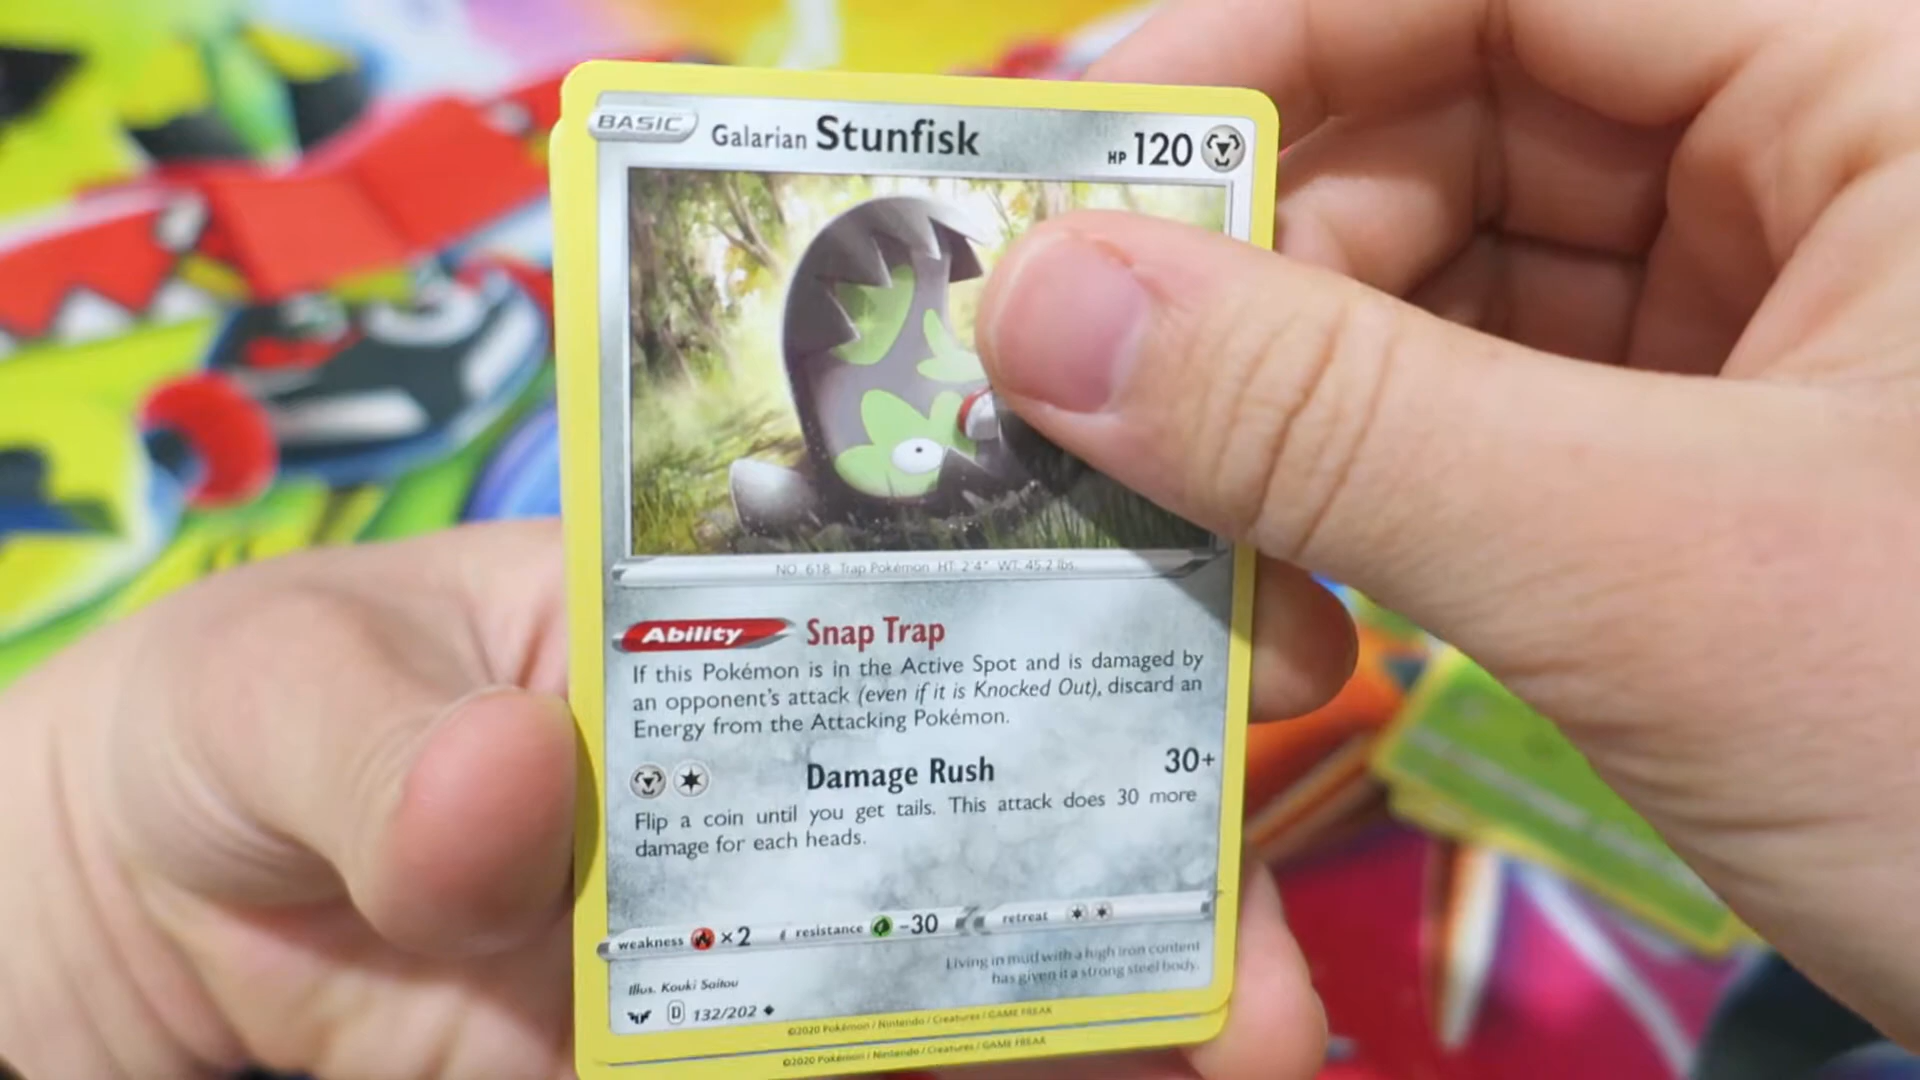 BASIC Galarian Stunfisk HP 120
NO. 618 Trap Pokémon HT: 2'4" WT: 45.2 lbs.
Ability Snap Trap
If this Pokémon is in the Active Spot and is damaged by
an opponent's attack (even if it is Knocked Out), discard an
Energy from the Attacking Pokémon.
Damage Rush 30+
Flip a coin until you get tails. This attack does 30 more
damage for each heads.
weakness ×2 resistance -30 retreat
Living in mud with a high iron content
has given it a strong steel body.
Illus. Kouki Saitou
D 132/202
©2020 Pokémon / Nintendo / Creatures / GAME FREAK
©2020 Pokémon / Nintendo / Creatures / GAME FREAK